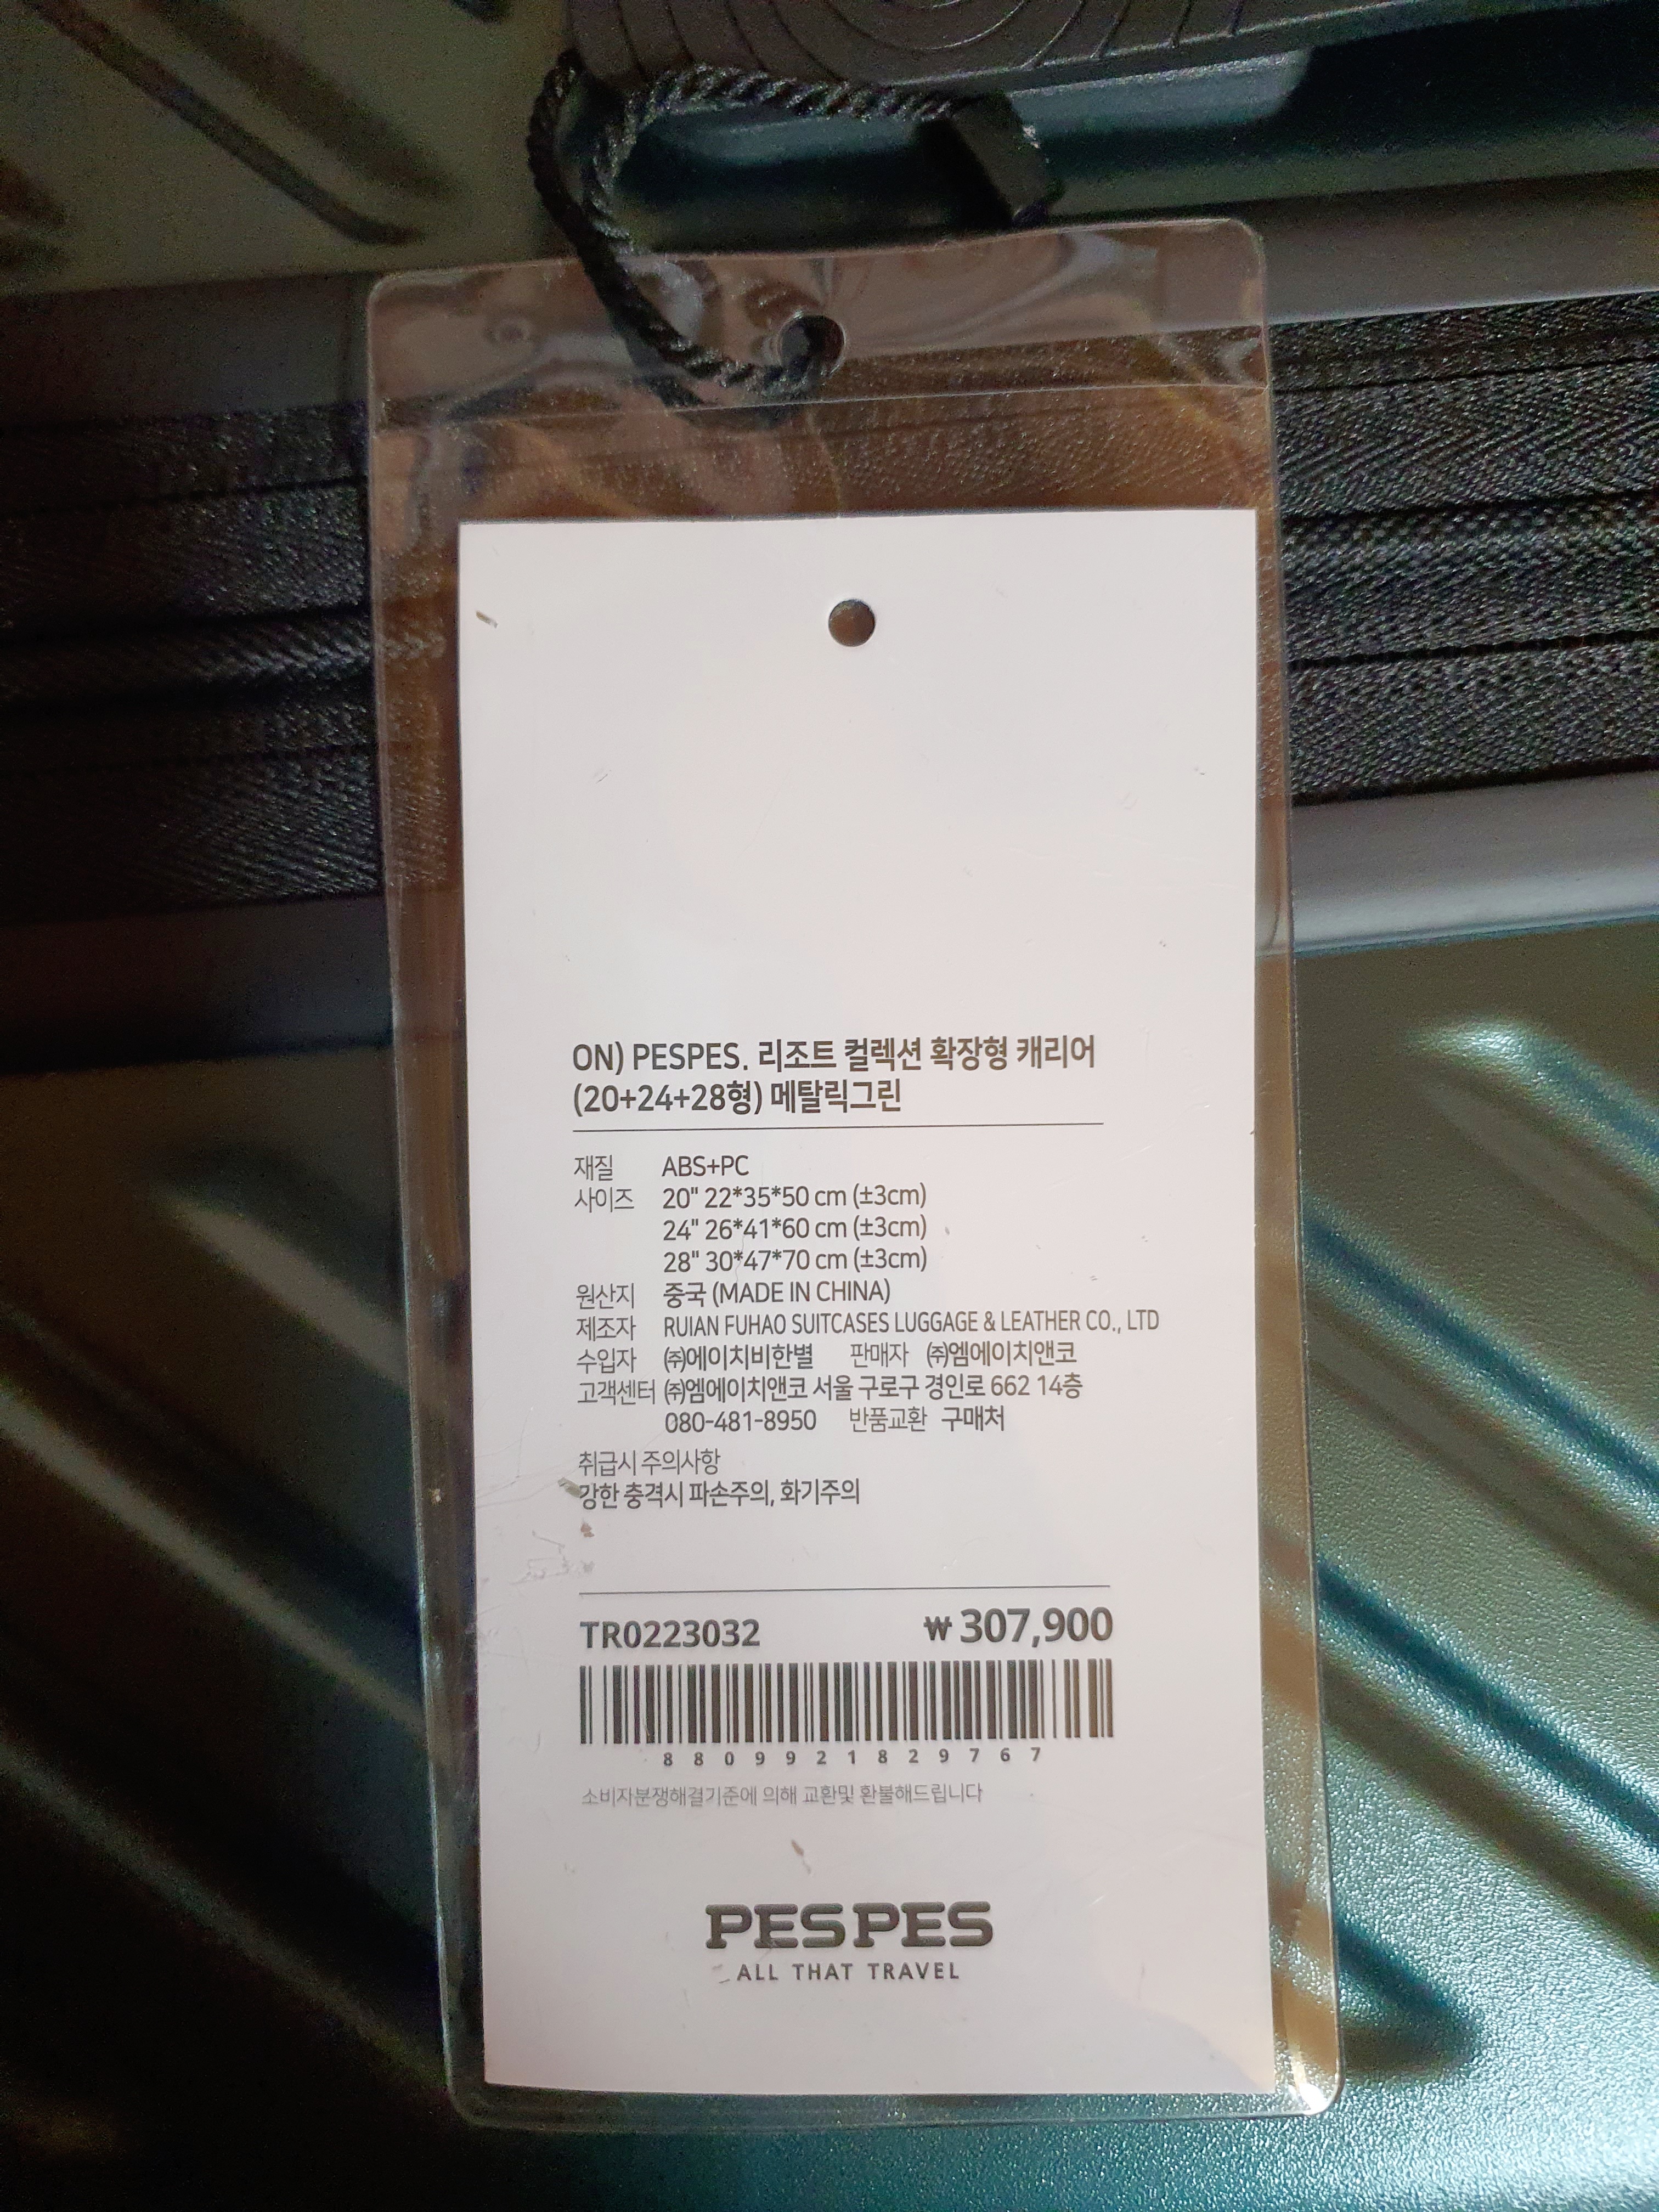 ON) PESPES. 리조트 컬렉션 확장형 캐리어
(20+24+28형) 메탈릭그린
재질 ABS+PC
사이즈 20" 22*35*50 cm (±3cm)
24" 26*41*60 cm (±3cm)
28" 30*47*70 cm (±3cm)
원산지 중국 (MADE IN CHINA)
제조자 RUIAN FUHAO SUITCASES LUGGAGE & LEATHER CO., LTD
수입자 ㈜에이치비한별 판매자 ㈜엠에이치앤코
고객센터 ㈜엠에이치앤코 서울 구로구 경인로 662 14층
080-481-8950 반품교환 구매처
취급시 주의사항
강한 충격시 파손주의, 화기주의
TR0223032 ₩ 307,900
8809921829767
소비자분쟁해결기준에 의해 교환및 환불해드립니다
PESPES
ALL THAT TRAVEL